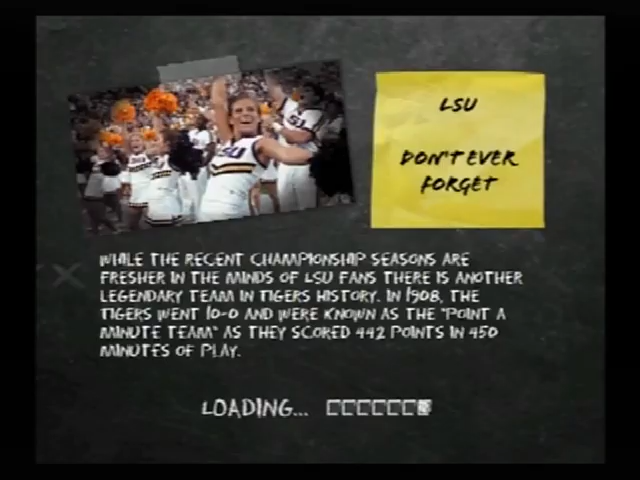 LSU
DON'T EVER
FORGET
LSU
WHILE THE RECENT CHAMPIONSHIP SEASONS ARE
FRESHER IN THE MINDS OF LSU FANS THERE IS ANOTHER
LEGENDARY TEAM IN TIGERS HISTORY. IN 1908, THE
TIGERS WENT 10-0 AND WERE KNOWN AS THE "POINT A
MINUTE TEAM" AS THEY SCORED 442 POINTS IN 450
MINUTES OF PLAY.
LOADING...